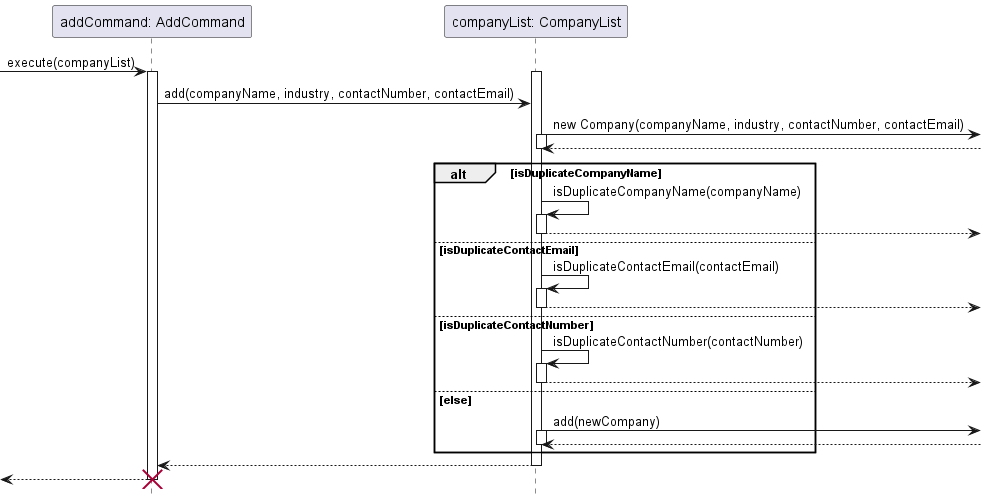 addCommand: AddCommand
companyList: CompanyList
execute(companyList)
add(companyName, industry, contactNumber, contactEmail)
new Company(companyName, industry, contactNumber, contactEmail)
alt
[isDuplicateCompanyName]
isDuplicateCompanyName(companyName)
[isDuplicateContactEmail]
isDuplicateContactEmail(contactEmail)
[isDuplicateContactNumber]
isDuplicateContactNumber(contactNumber)
[else]
add(newCompany)